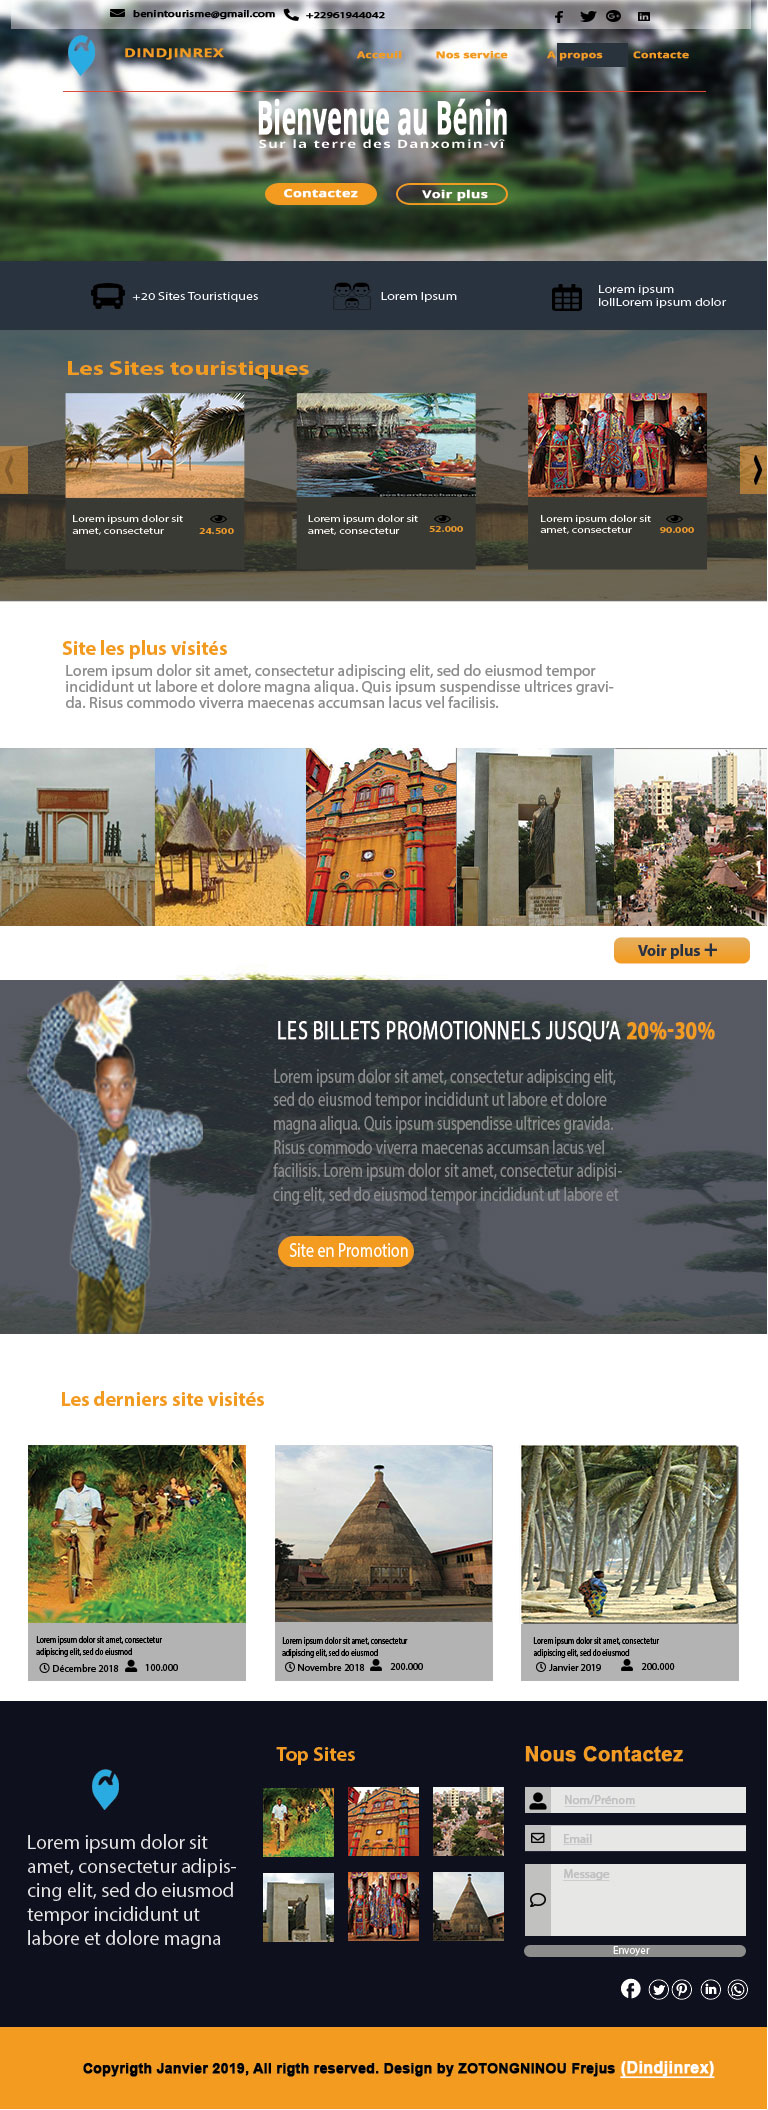 benintourisme@gmail.com +22961944042
DINDJINREX
Acceuil Nos service A propos Contacte
Bienvenue au Bénin
Sur la terre des Danxomin-vî
Contactez Voir plus
+20 Sites Touristiques
Lorem Ipsum
Lorem ipsum
lollLorem ipsum dolor
Les Sites touristiques
Lorem ipsum dolor sit
amet, consectetur
24.500
Lorem ipsum dolor sit
amet, consectetur
52.000
Lorem ipsum dolor sit
amet, consectetur
90.000
Site les plus visités
Lorem ipsum dolor sit amet, consectetur adipiscing elit, sed do eiusmod tempor
incididunt ut labore et dolore magna aliqua. Quis ipsum suspendisse ultrices gravi-
da. Risus commodo viverra maecenas accumsan lacus vel facilisis.
Voir plus +
LES BILLETS PROMOTIONNELS JUSQU'A 20%-30%
Lorem ipsum dolor sit amet, consectetur adipiscing elit,
sed do eiusmod tempor incididunt ut labore et dolore
magna aliqua. Quis ipsum suspendisse ultrices gravida.
Risus commodo viverra maecenas accumsan lacus vel
facilisis. Lorem ipsum dolor sit amet, consectetur adipisi-
cing elit, sed do eiusmod tempor incididunt ut labore et
Site en Promotion
Les derniers site visités
Lorem ipsum dolor sit amet, consectetur
adipiscing elit, sed do eiusmod
Décembre 2018 100.000
Lorem ipsum dolor sit amet, consectetur
adipiscing elit, sed do eiusmod
Novembre 2018 200.000
Lorem ipsum dolor sit amet, consectetur
adipiscing elit, sed do eiusmod
Janvier 2019 200.000
Lorem ipsum dolor sit
amet, consectetur adipis-
cing elit, sed do eiusmod
tempor incididunt ut
labore et dolore magna
Top Sites
Nous Contactez
Nom/Prénom
Email
Message
Envoyer
Copyrigth Janvier 2019, All rigth reserved. Design by ZOTONGNINOU Frejus (Dindjinrex)